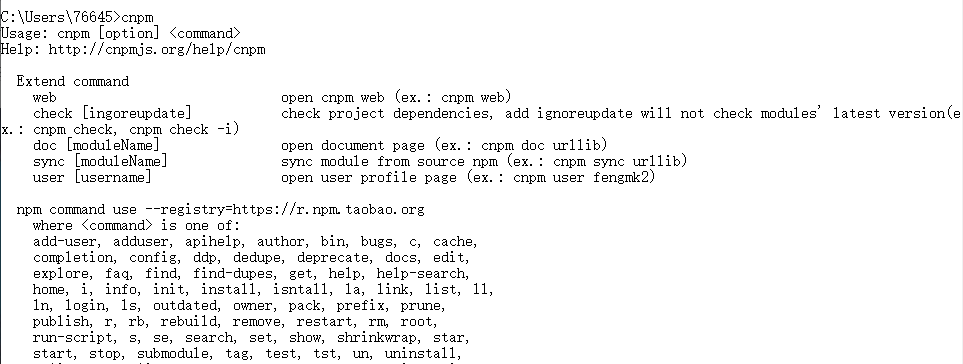 C:\Users\76645>cnpm
Usage: cnpm [option] <command>
Help: http://cnpmjs.org/help/cnpm
Extend command
web open cnpm web (ex.: cnpm web)
check [ingoreupdate] check project dependencies, add ignoreupdate will not check modules' latest version(e
x.: cnpm check, cnpm check -i)
doc [moduleName] open document page (ex.: cnpm doc urllib)
sync [moduleName] sync module from source npm (ex.: cnpm sync urllib)
user [username] open user profile page (ex.: cnpm user fengmk2)
npm command use --registry=https://r.npm.taobao.org
where <command> is one of:
add-user, adduser, apihelp, author, bin, bugs, c, cache,
completion, config, ddp, dedupe, deprecate, docs, edit,
explore, faq, find, find-dupes, get, help, help-search,
home, i, info, init, install, isntall, la, link, list, ll,
ln, login, ls, outdated, owner, pack, prefix, prune,
publish, r, rb, rebuild, remove, restart, rm, root,
run-script, s, se, search, set, show, shrinkwrap, star,
start, stop, submodule, tag, test, tst, un, uninstall,